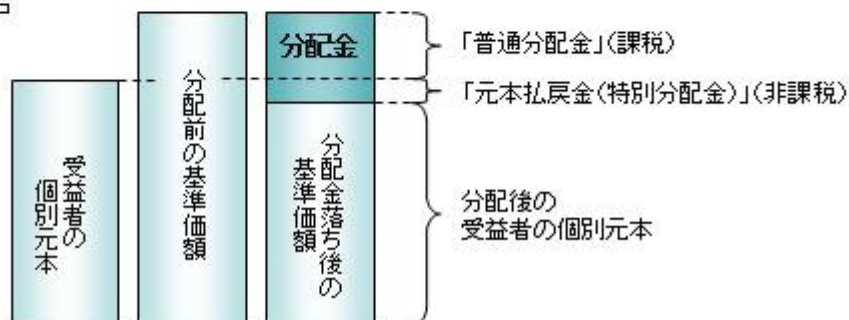 受益者の
個別元本
分配前の基準価額
分配金
分配金落ち後の
基準価額
「普通分配金」(課税)
「元本払戻金(特別分配金)」(非課税)
分配後の
受益者の個別元本